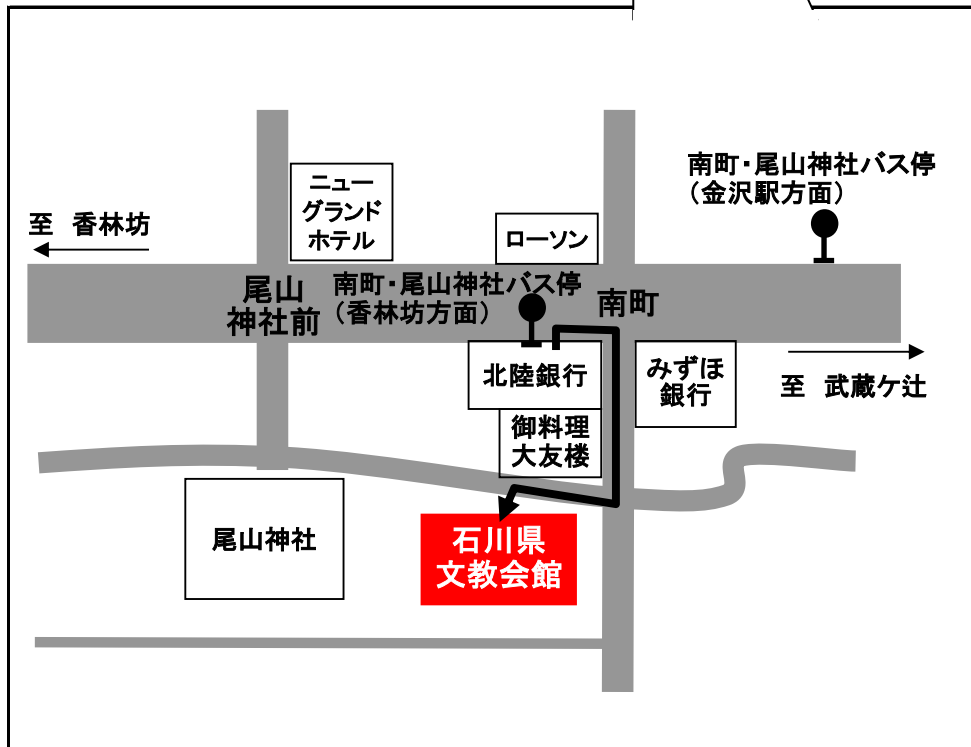 南町・尾山神社バス停
（金沢駅方面）
ニュー
グランド
ホテル
至　香林坊
ローソン
尾山
神社前
南町・尾山神社バス停
（香林坊方面）
南町
北陸銀行
みずほ
銀行
至　武蔵ケ辻
御料理
大友楼
尾山神社
石川県
文教会館